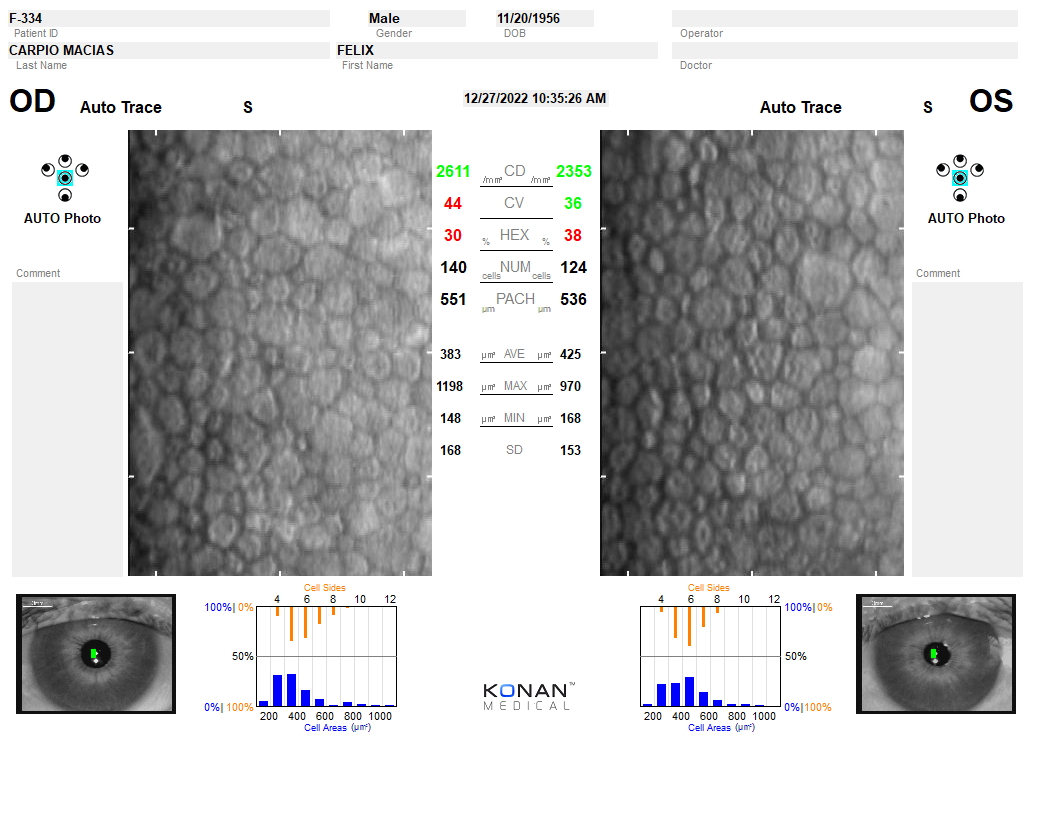 F-334 Male 11/20/1956
Patient ID Gender DOB Operator
CARPIO MACIAS FELIX
Last Name First Name Doctor
OD Auto Trace S 12/27/2022 10:35:26 AM Auto Trace S OS
AUTO Photo
AUTO Photo
Comment
Comment
2611 /mm² CD /mm² 2353
44 CV 36
30 % HEX % 38
140 cells NUM cells 124
551 µm PACH µm 536
383 µm² AVE µm² 425
1198 µm² MAX µm² 970
148 µm² MIN µm² 168
168 SD 153
Cell Sides
4 6 8 10 12
100%| 0%
50%
0%| 100%
200 400 600 800 1000
Cell Areas (µm²)
KONAN™
MEDICAL
Cell Sides
4 6 8 10 12
100%|0%
50%
0%|100%
200 400 600 800 1000
Cell Areas (µm²)